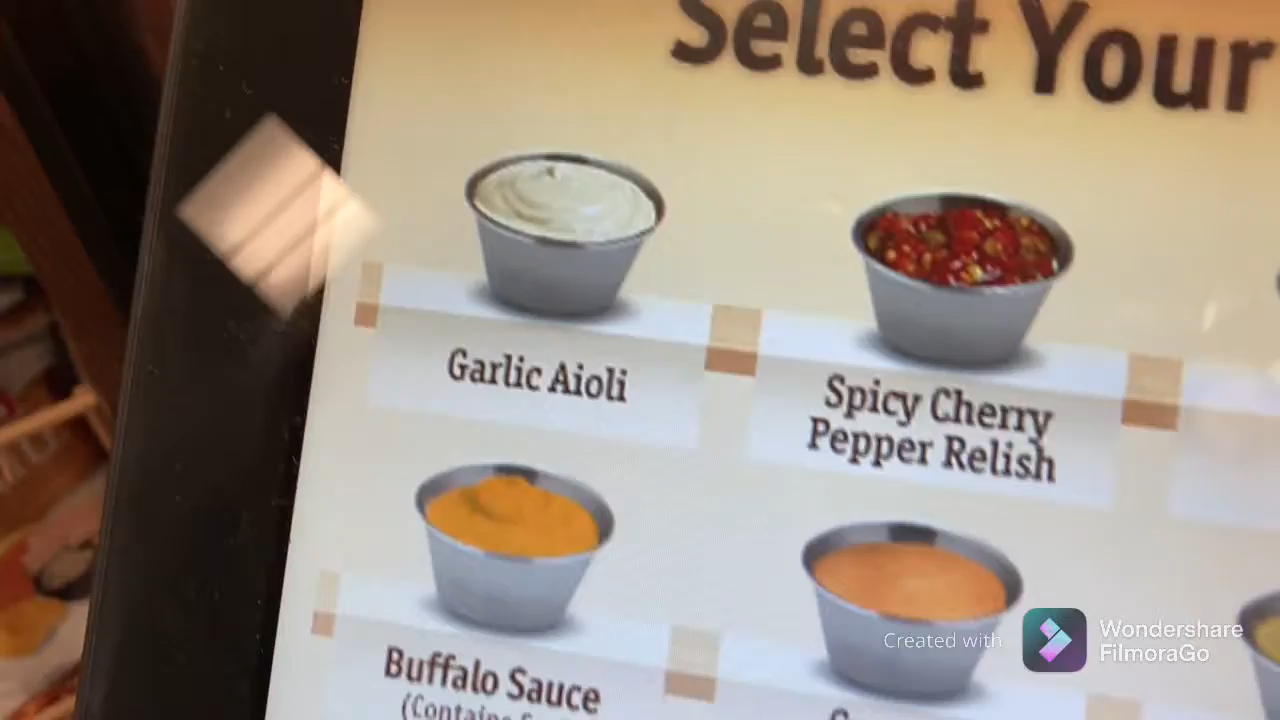 Select Your
Garlic Aioli
Spicy Cherry
Pepper Relish
Buffalo Sauce
Created with
Wondershare
FilmoraGo